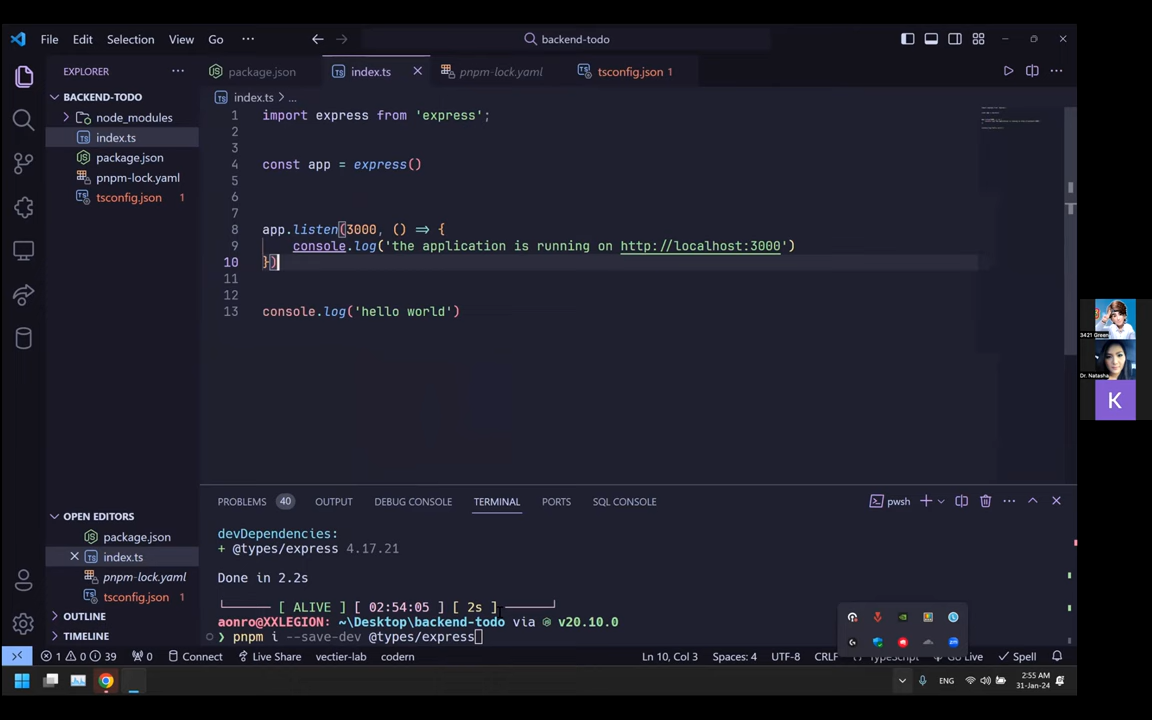 File Edit Selection View Go ··· backend-todo
EXPLORER ···
package.json index.ts pnpm-lock.yaml tsconfig.json 1
BACKEND-TODO
index.ts > ...
node_modules
index.ts
package.json
pnpm-lock.yaml
tsconfig.json 1
1 import express from 'express';
2
3
4 const app = express()
5
6
7
8 app.listen(3000, () => {
9 console.log('the application is running on http://localhost:3000')
10 })
11
12
13 console.log('hello world')
3421 Green
Dr. Natasha
K
OPEN EDITORS
package.json
index.ts
pnpm-lock.yaml
tsconfig.json 1
OUTLINE
TIMELINE
PROBLEMS 40 OUTPUT DEBUG CONSOLE TERMINAL PORTS SQL CONSOLE pwsh
devDependencies:
+ @types/express 4.17.21
Done in 2.2s
[ ALIVE ] [ 02:54:05 ] [ 2s ]
aonro@XXLEGION: ~\Desktop\backend-todo via v20.10.0
❯ pnpm i --save-dev @types/express
1 0 39 0 Connect Live Share vectier-lab codern Ln 10, Col 3 Spaces: 4 UTF-8 CRLF TypeScript Go Live Spell
ENG 2:55 AM
31-Jan-24